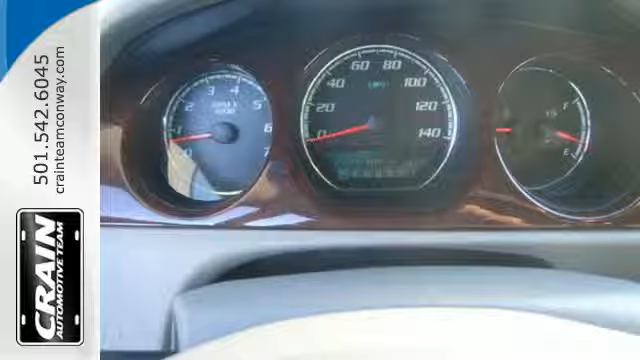 501.542.6045
crainteamconway.com
CRAIN
AUTOMOTIVE TEAM
0 1 2 3 4 5 6 7
0 20 40 60 80 100 120 140
MPH
F
E